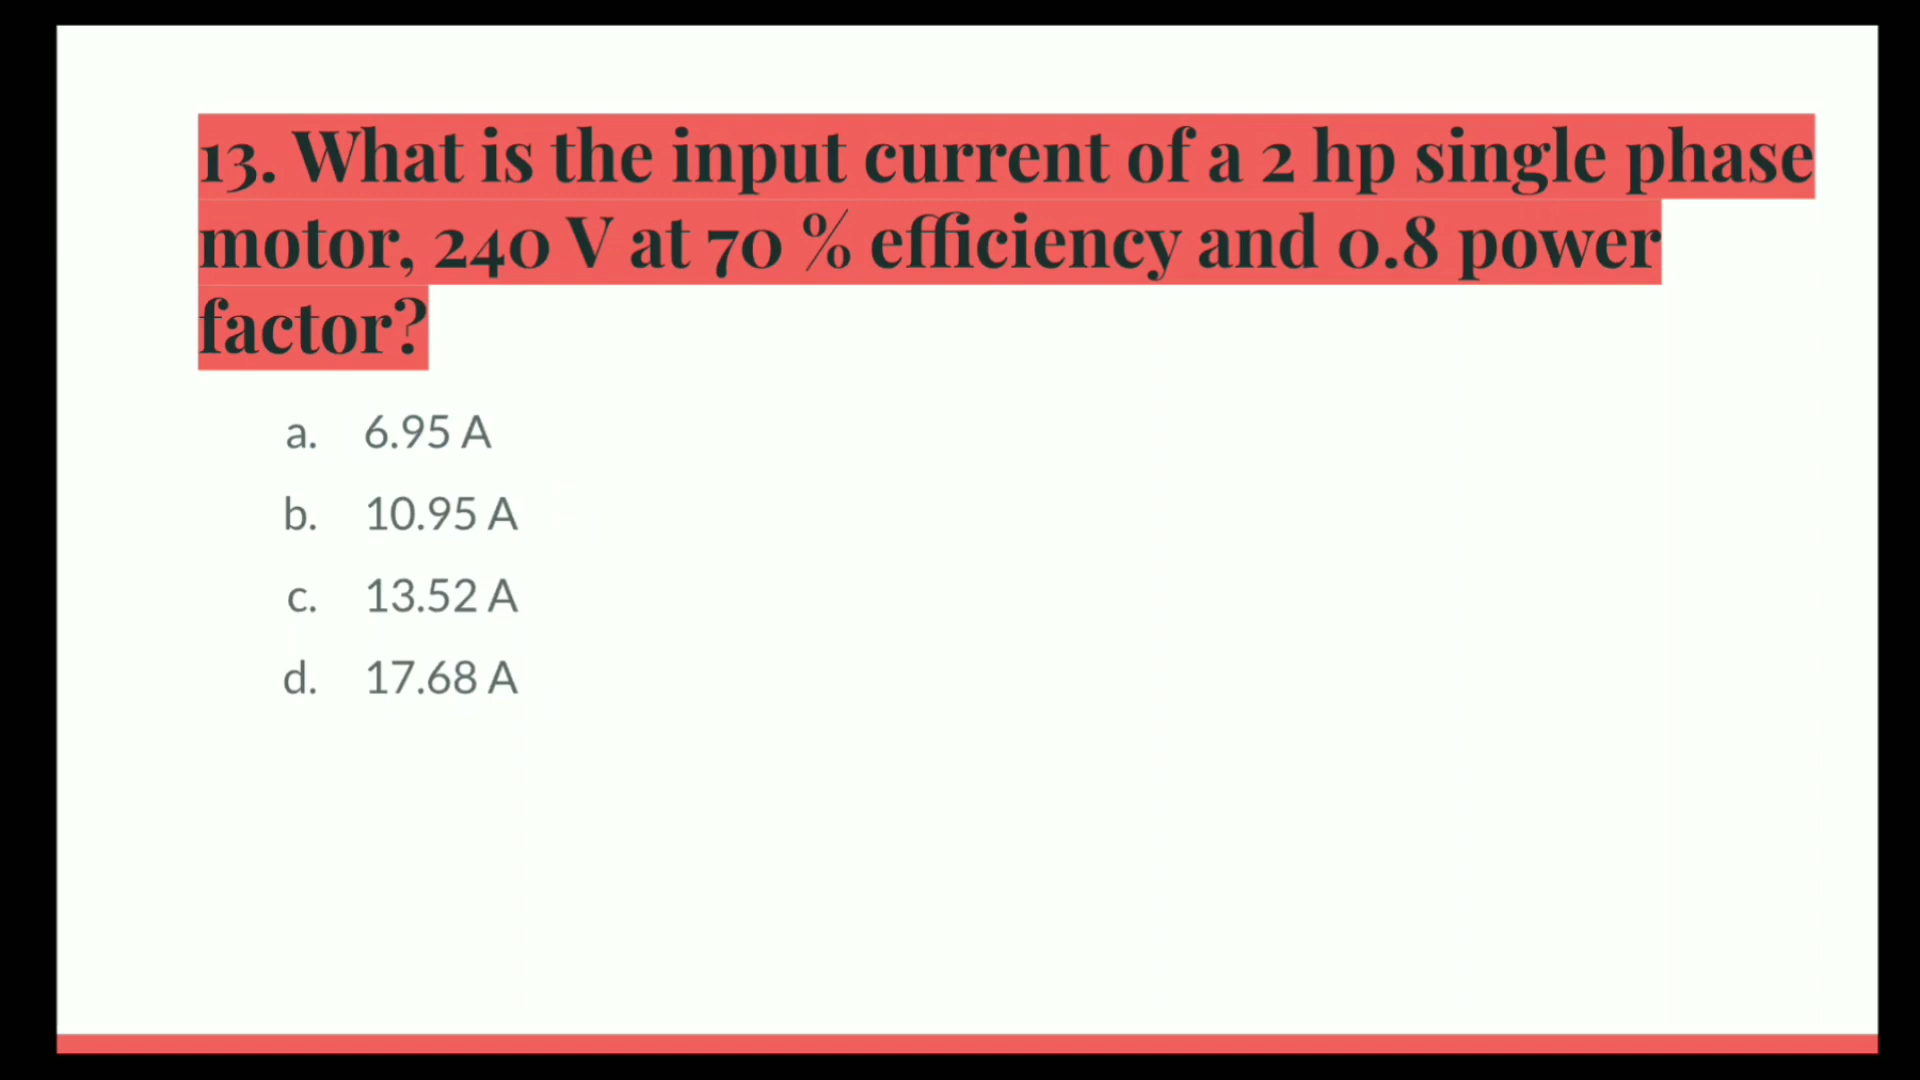 13. What is the input current of a 2 hp single phase
motor, 240 V at 70 % efficiency and 0.8 power
factor?
a. 6.95 A
b. 10.95 A
c. 13.52 A
d. 17.68 A